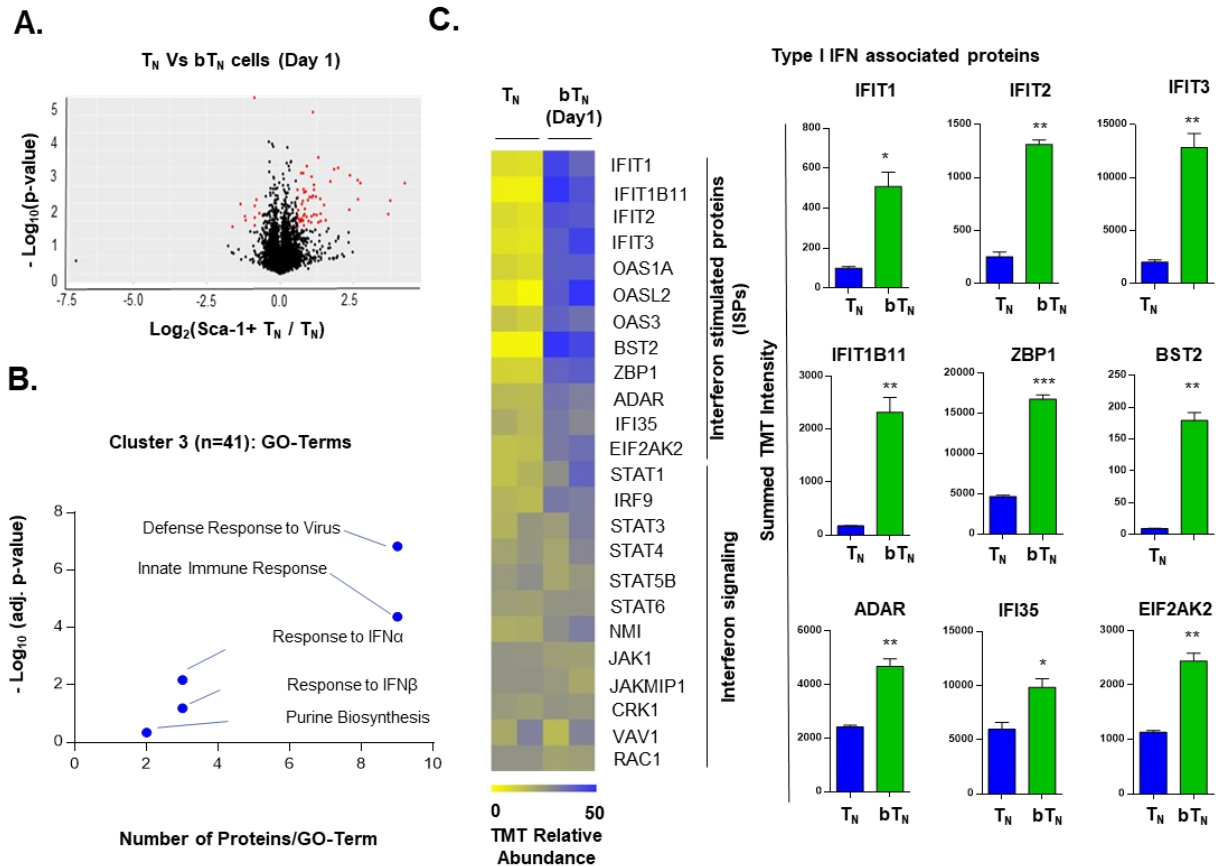 A.
T_N Vs bT_N cells (Day 1)
- Log10(p-value)
5
4
3
2
1
0
-7.5
-5.0
-2.5
0.0
2.5
Log2(Sca-1+ T_N / T_N)
B.
Cluster 3 (n=41): GO-Terms
- Log10 (adj. p-value)
8
6
4
2
0
Defense Response to Virus
Innate Immune Response
Response to IFNα
Response to IFNβ
Purine Biosynthesis
0
2
4
6
8
10
Number of Proteins/GO-Term
C.
T_N
bT_N
(Day1)
IFIT1
IFIT1B11
IFIT2
IFIT3
OAS1A
OASL2
OAS3
BST2
ZBP1
ADAR
IFI35
EIF2AK2
STAT1
IRF9
STAT3
STAT4
STAT5B
STAT6
NMI
JAK1
JAKMIP1
CRK1
VAV1
RAC1
Interferon stimulated proteins
(ISPs)
Interferon signaling
0
50
TMT Relative
Abundance
Type I IFN associated proteins
Summed TMT Intensity
IFIT1
800
600
400
200
0
*
T_N
bT_N
IFIT2
1500
1000
500
0
**
T_N
bT_N
IFIT3
15000
10000
5000
0
**
T_N
bT_N
IFIT1B11
3000
2000
1000
0
**
T_N
bT_N
ZBP1
20000
15000
10000
5000
0
***
T_N
bT_N
BST2
200
150
100
50
0
**
T_N
bT_N
ADAR
6000
4000
2000
0
**
T_N
bT_N
IFI35
15000
10000
5000
0
*
T_N
bT_N
EIF2AK2
3000
2000
1000
0
**
T_N
bT_N